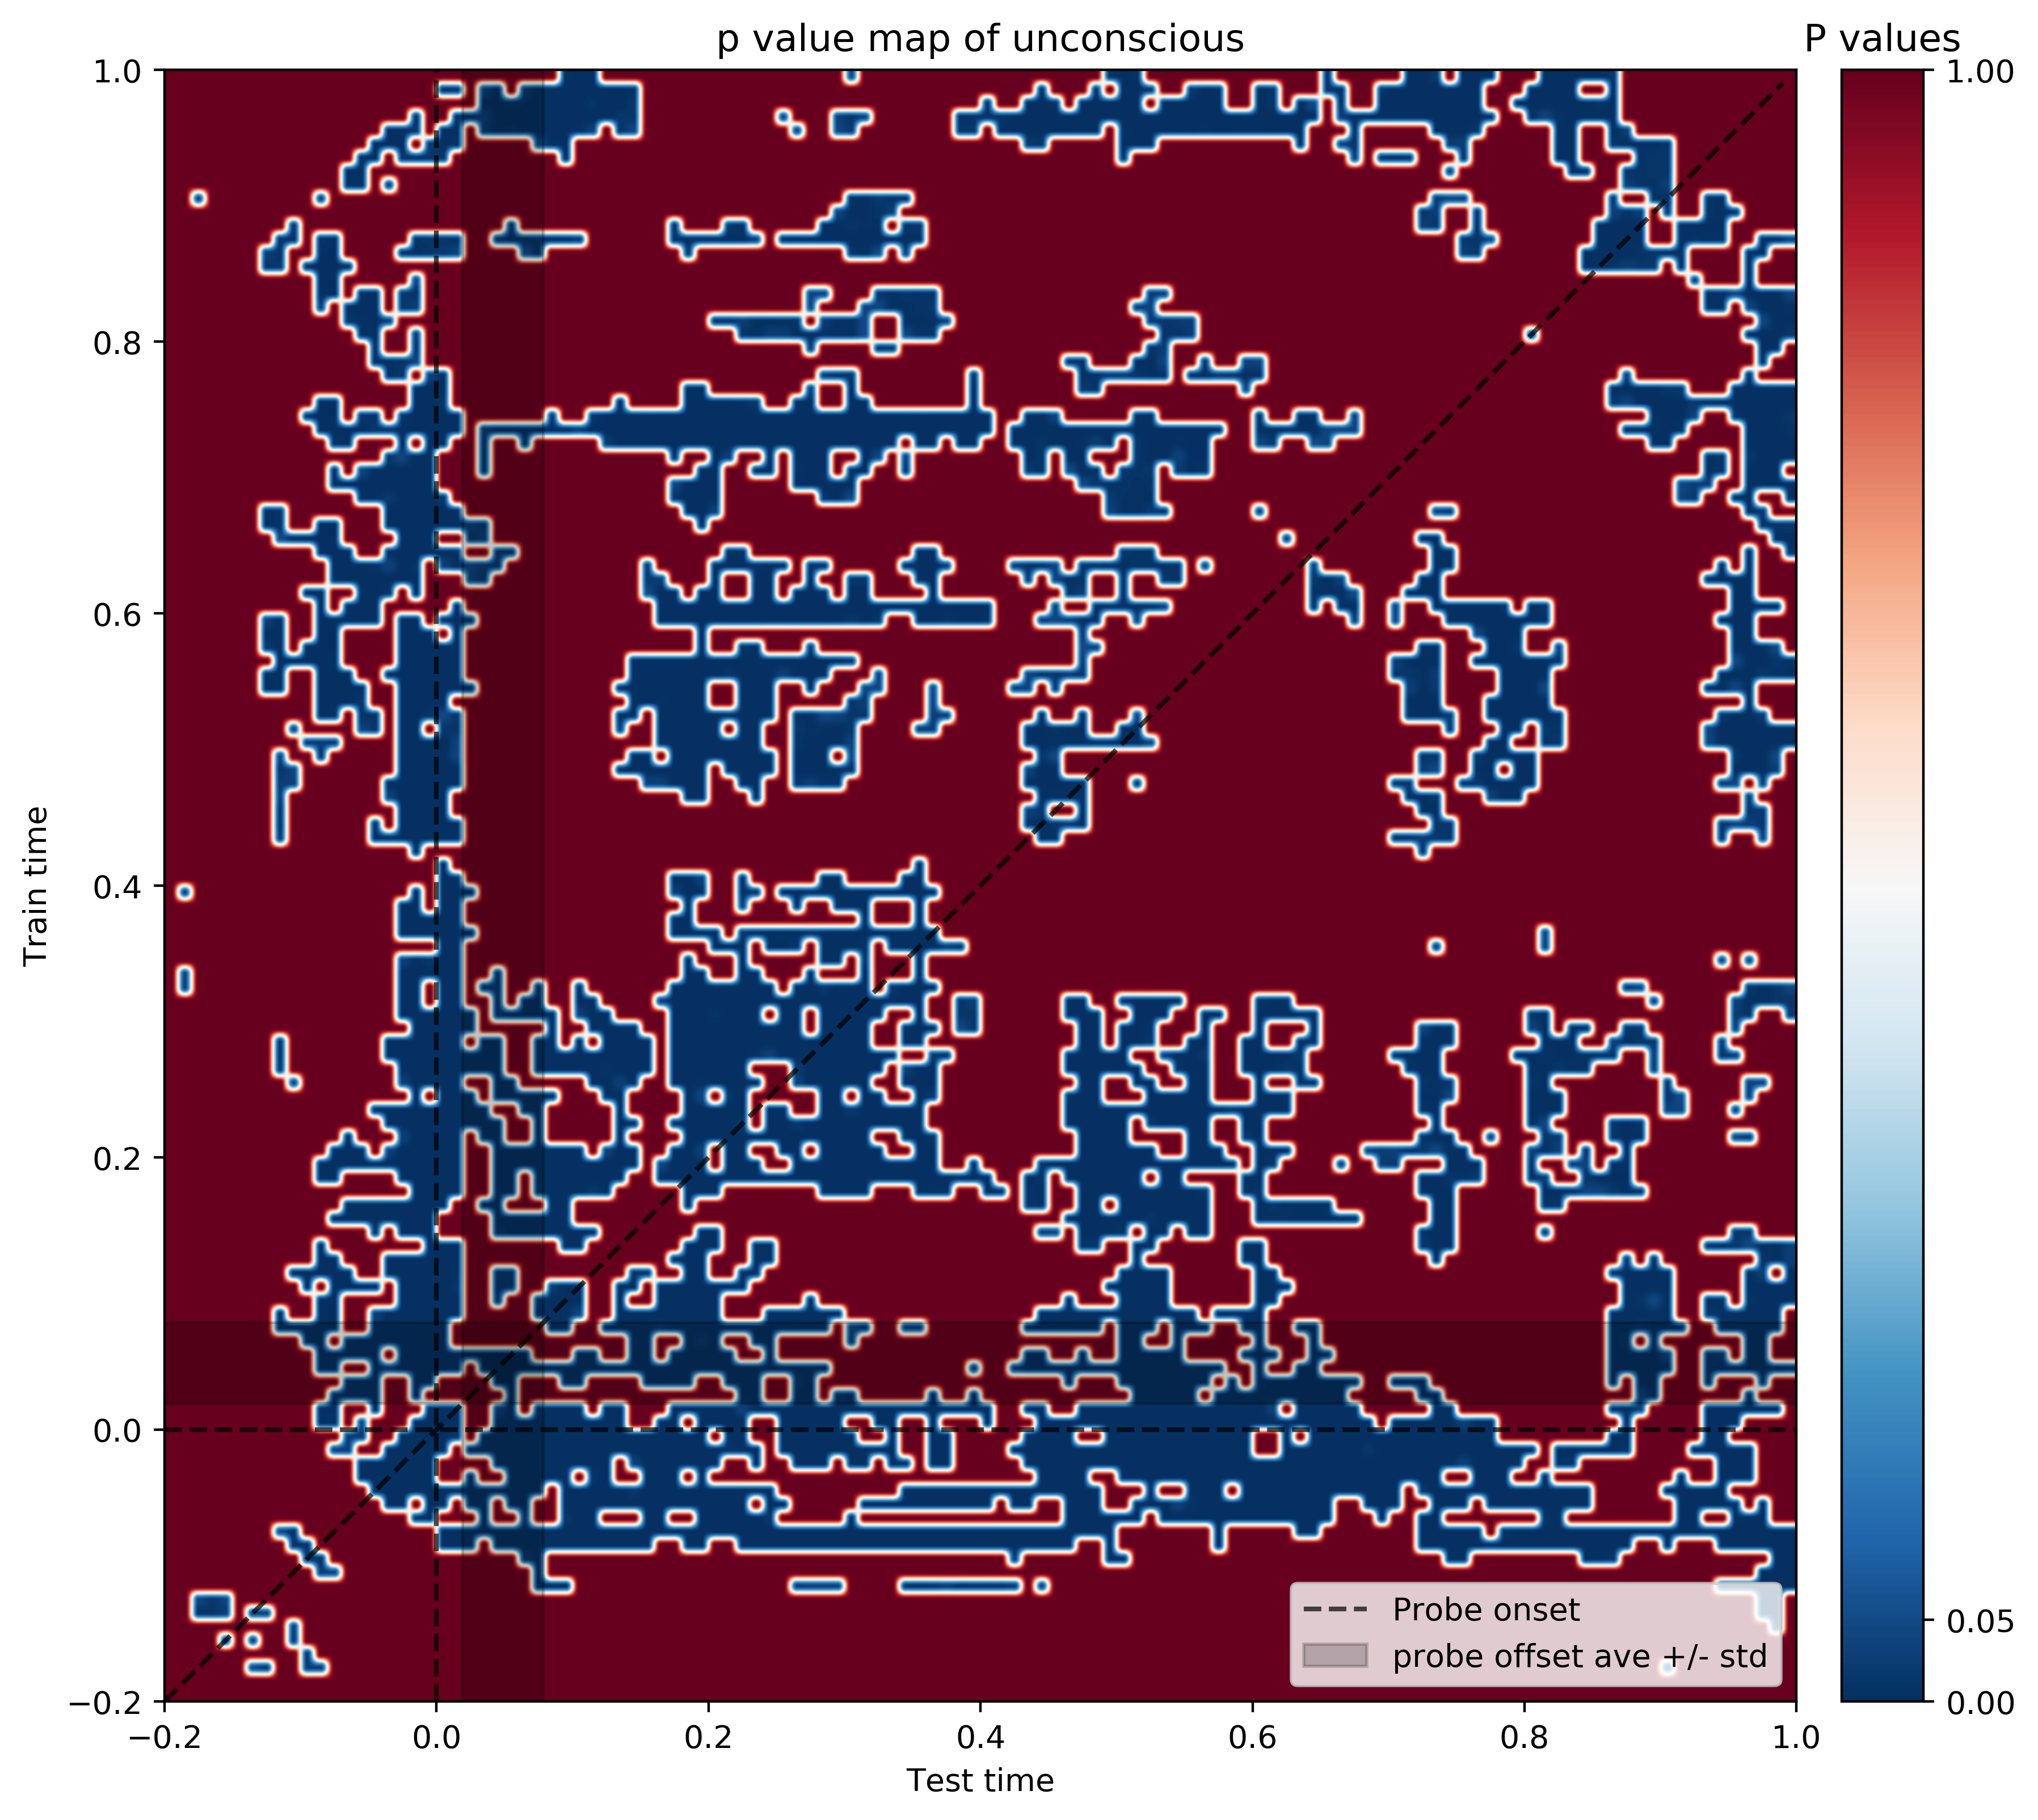 p value map of unconscious
P values
1.0
0.8
0.6
0.4
0.2
0.0
−0.2
Train time
−0.2
0.0
0.2
0.4
0.6
0.8
1.0
Test time
Probe onset
probe offset ave +/- std
1.00
0.05
0.00